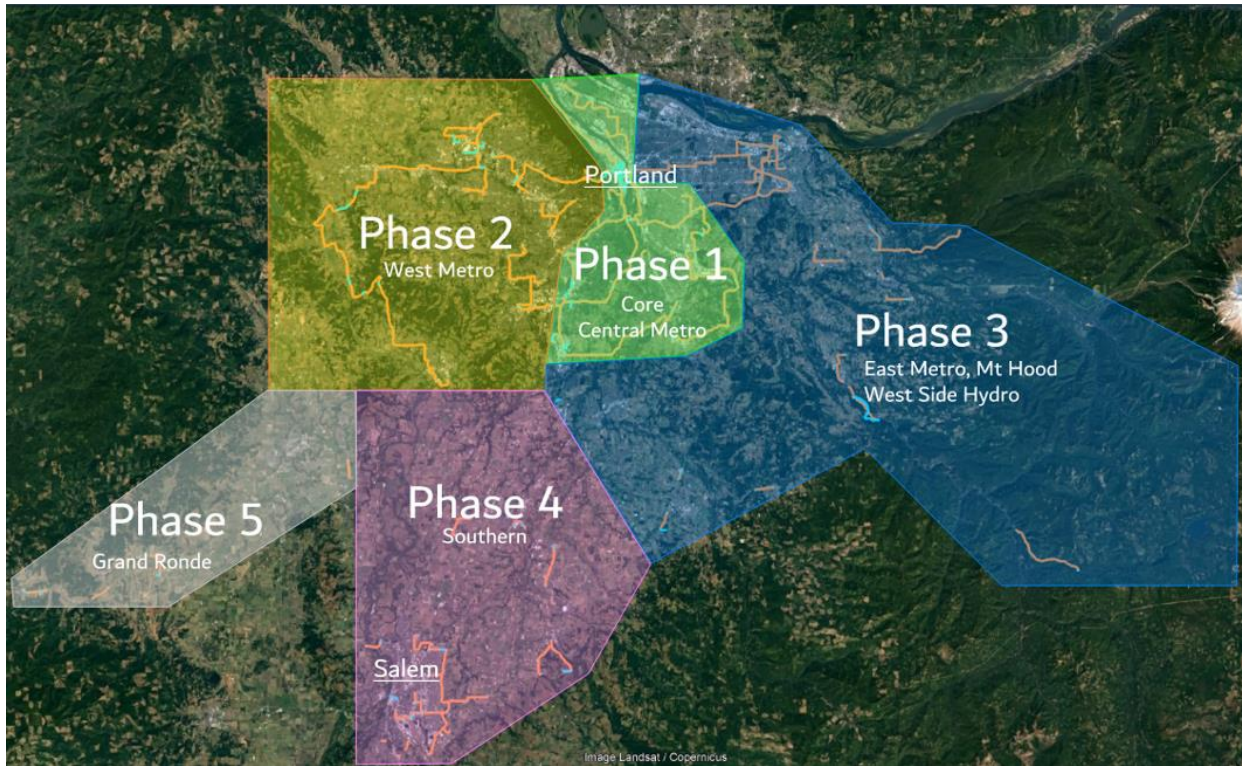 Portland
Phase 2
West Metro
Phase 1
Core
Central Metro
Phase 3
East Metro, Mt Hood
West Side Hydro
Phase 4
Southern
Phase 5
Grand Ronde
Salem
Image Landsat / Copernicus